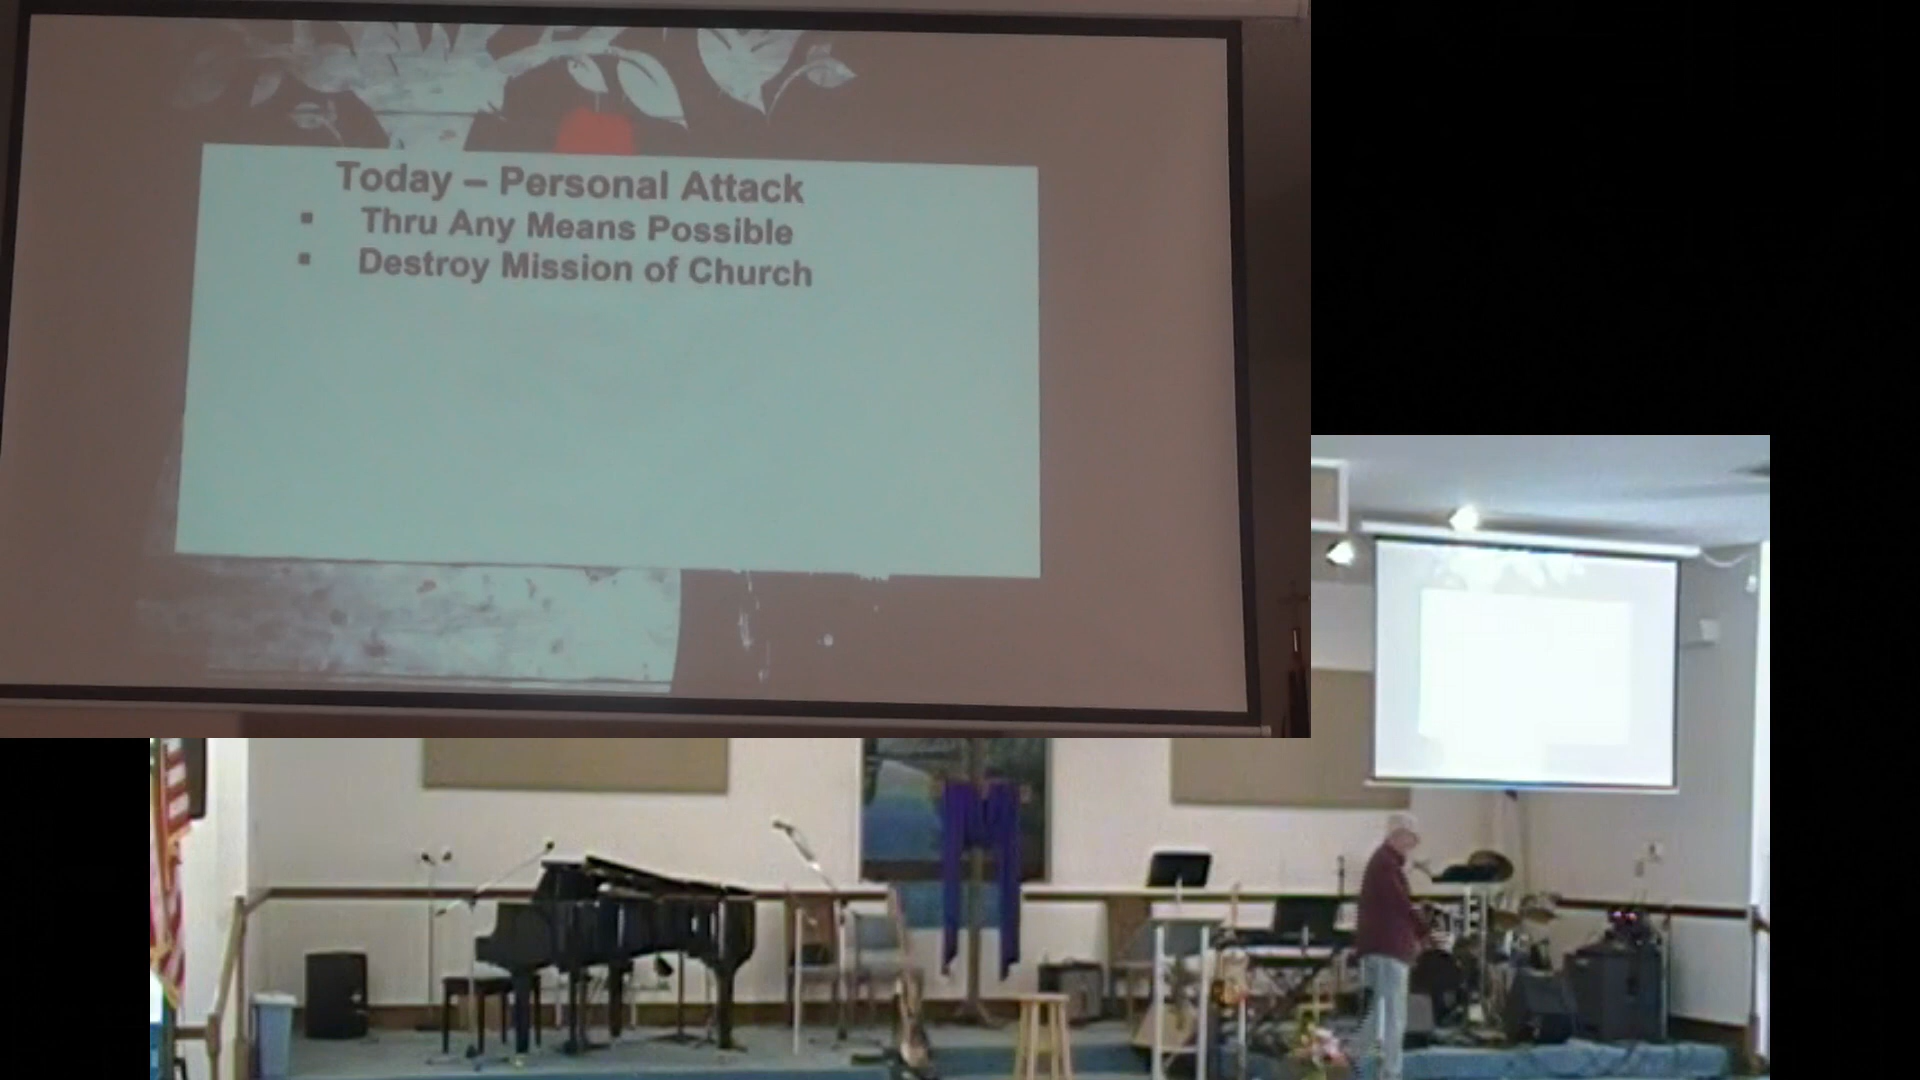 Today – Personal Attack
▪ Thru Any Means Possible
▪ Destroy Mission of Church